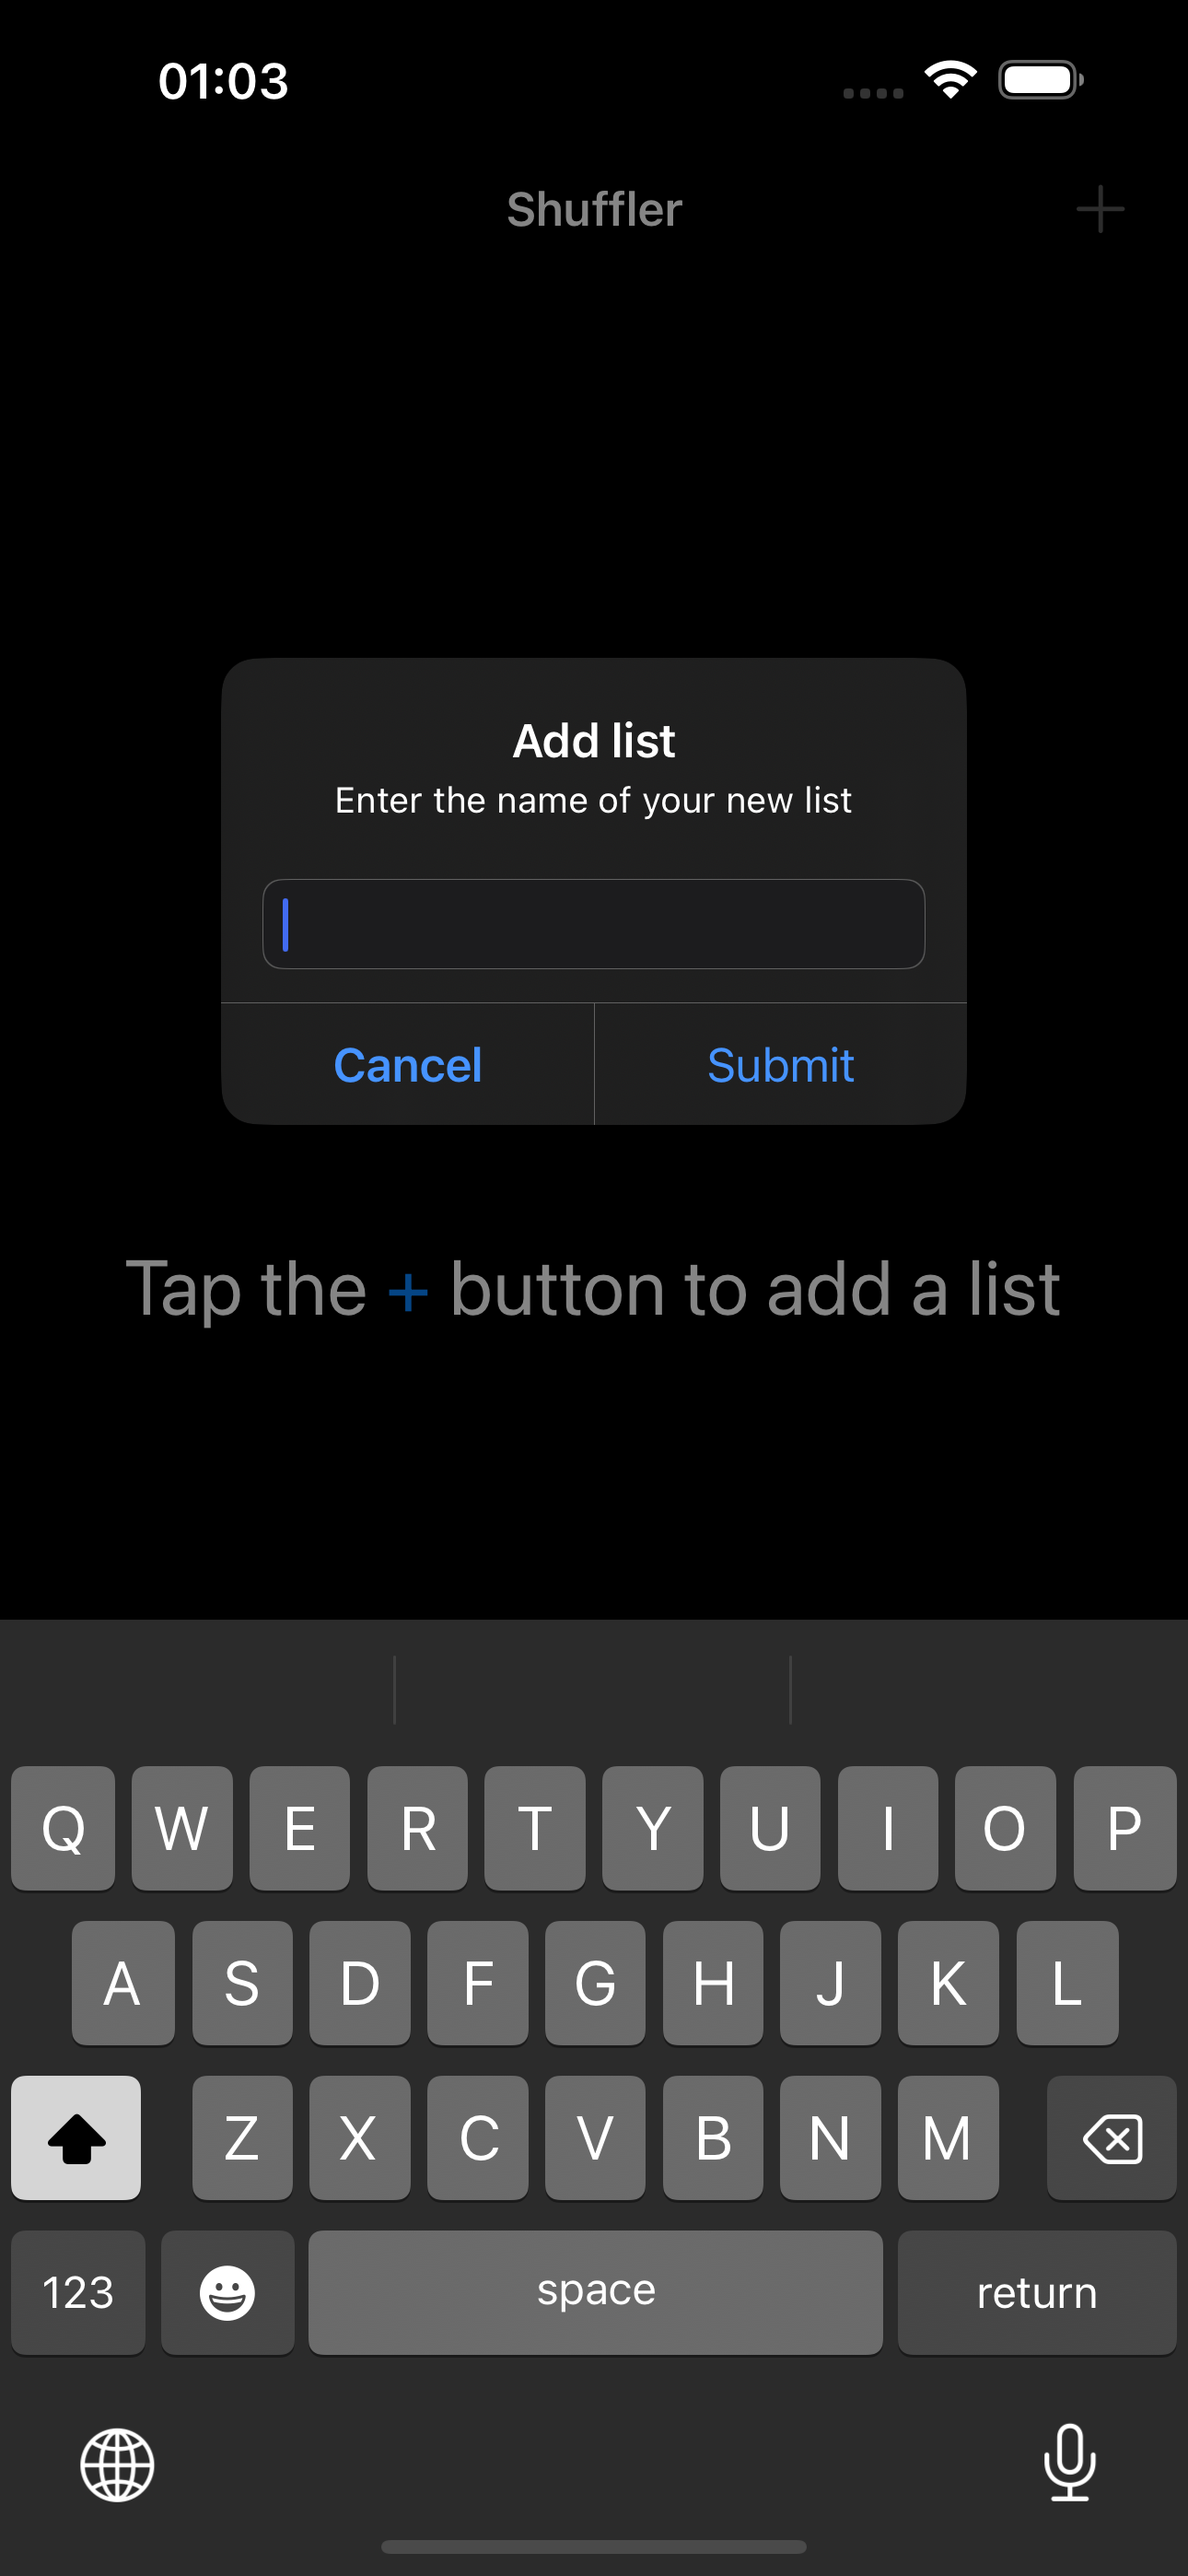 01:03
Shuffler
Add list
Enter the name of your new list
Cancel Submit
Tap the + button to add a list
Q W E R T Y U I O P
A S D F G H J K L
Z X C V B N M
123 space return